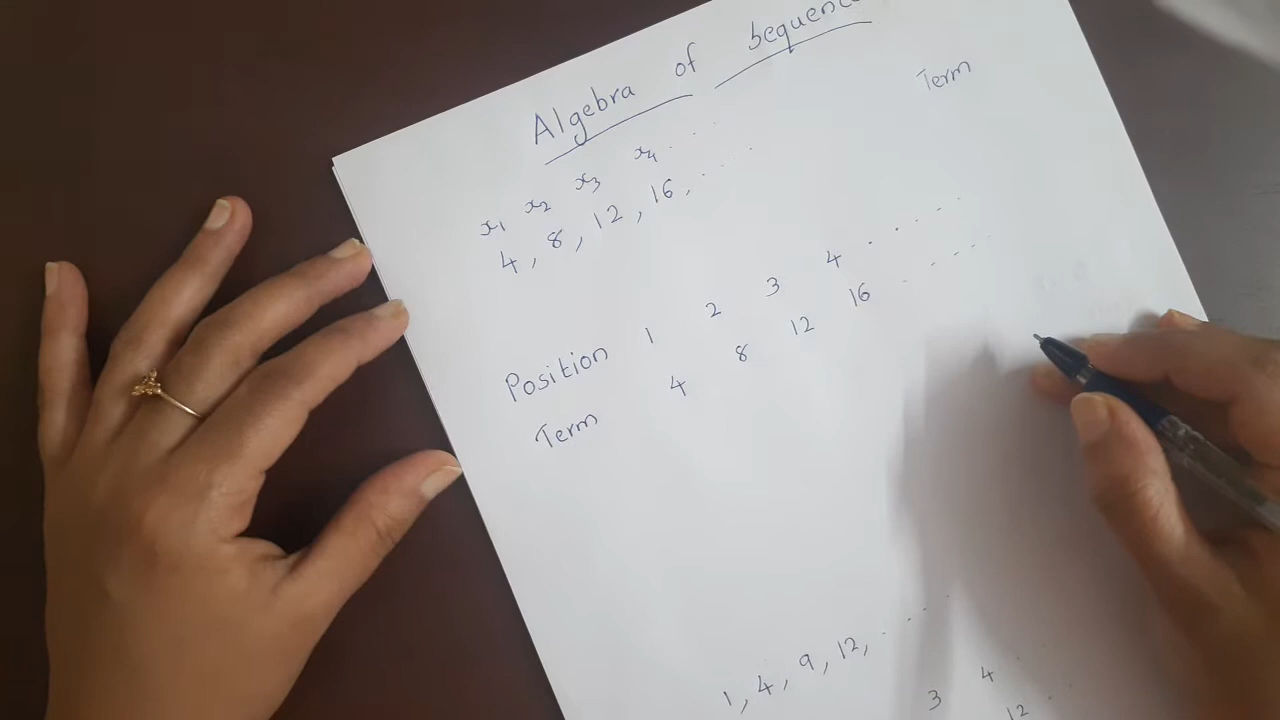 Algebra of Sequenc
Term
x1 x2 x3 x4 . . .
4, 8, 12, 16, . . . .
Position 1 2 3 4 . . . . . .
Term 4 8 12 16 . . . . .
1, 4, 9, 12, . . . .
3 4 .
12 . .